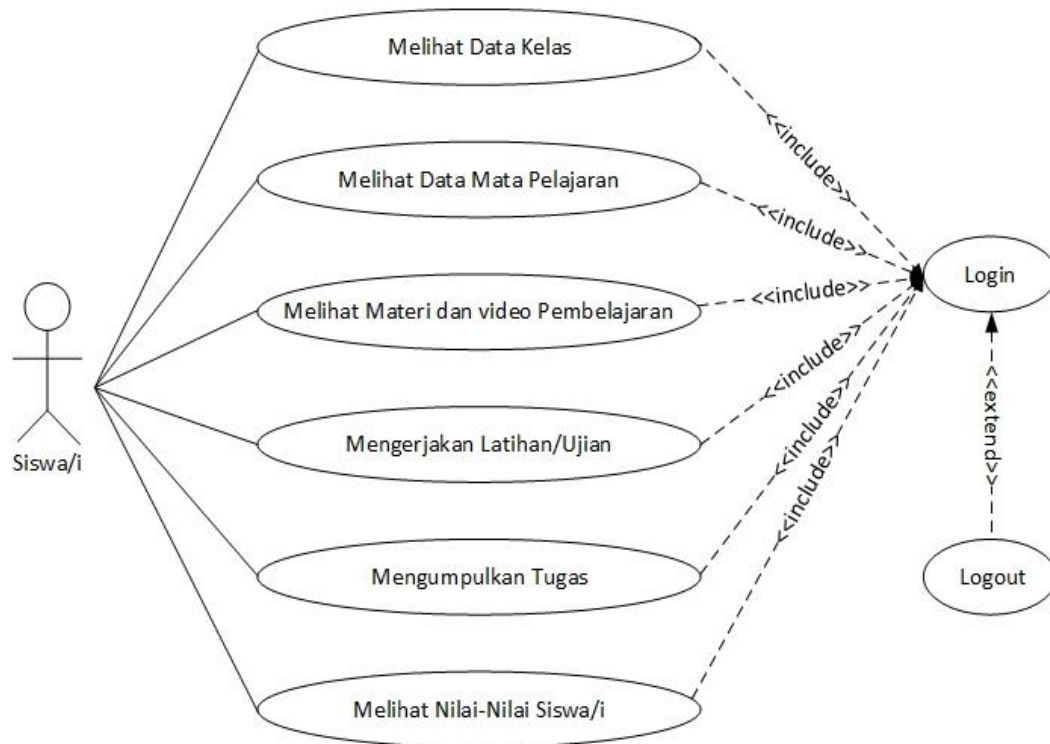 Melihat Data Kelas
<<include>>
Melihat Data Mata Pelajaran
<<include>>
Login
Melihat Materi dan video Pembelajaran
<<include>>
<<include>>
Siswa/i
Mengerjakan Latihan/Ujian
<<include>>
<<extend>>
<<include>>
Mengumpulkan Tugas
Logout
Melihat Nilai-Nilai Siswa/i